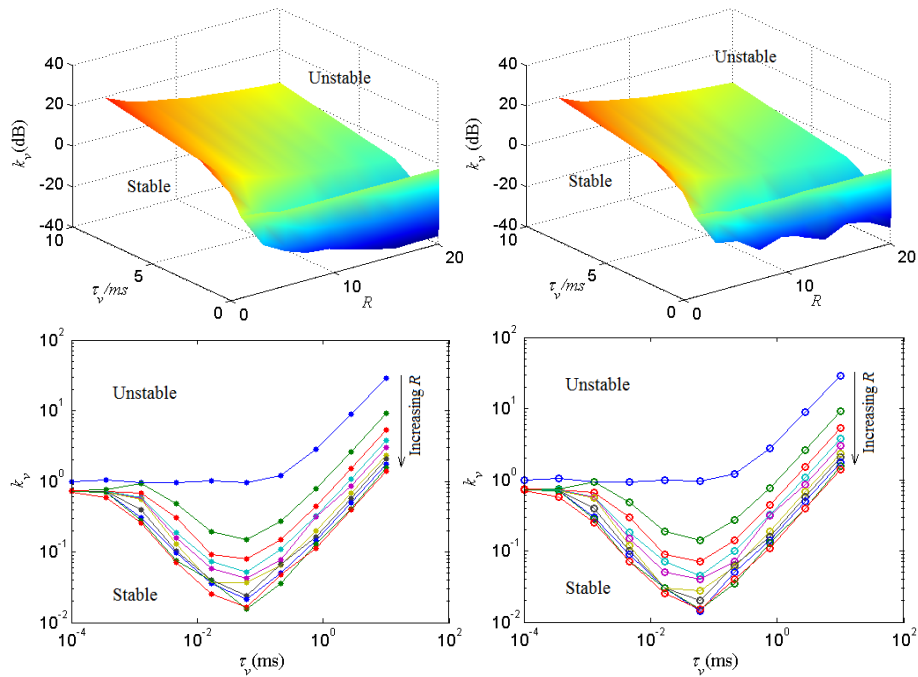 40
20
0
-20
-40
k_v(dB)
10
5
0
τ_v/ms
0
10
20
R
Unstable
Stable
40
20
0
-20
-40
k_v(dB)
10
5
0
τ_v/ms
0
10
20
R
Unstable
Stable
10^2
10^1
10^0
10^-1
10^-2
k_v
Unstable
Stable
Increasing R
10^-4
10^-2
10^0
10^2
τ_v(ms)
10^2
10^1
10^0
10^-1
10^-2
k_v
Unstable
Stable
Increasing R
10^-4
10^-2
10^0
10^2
τ_v(ms)